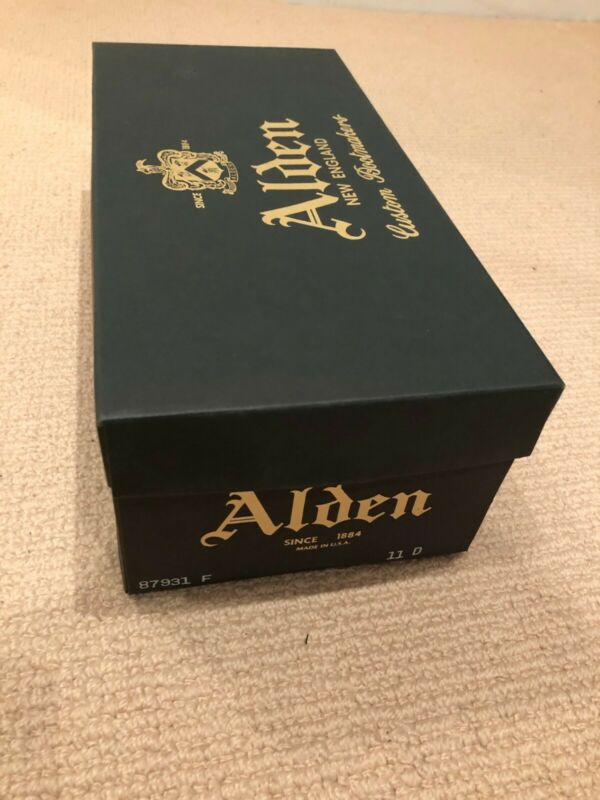 SINCE 1884
Alden
NEW ENGLAND
Custom Bootmakers
Alden
SINCE 1884
MADE IN U.S.A.
87931 F 11 D